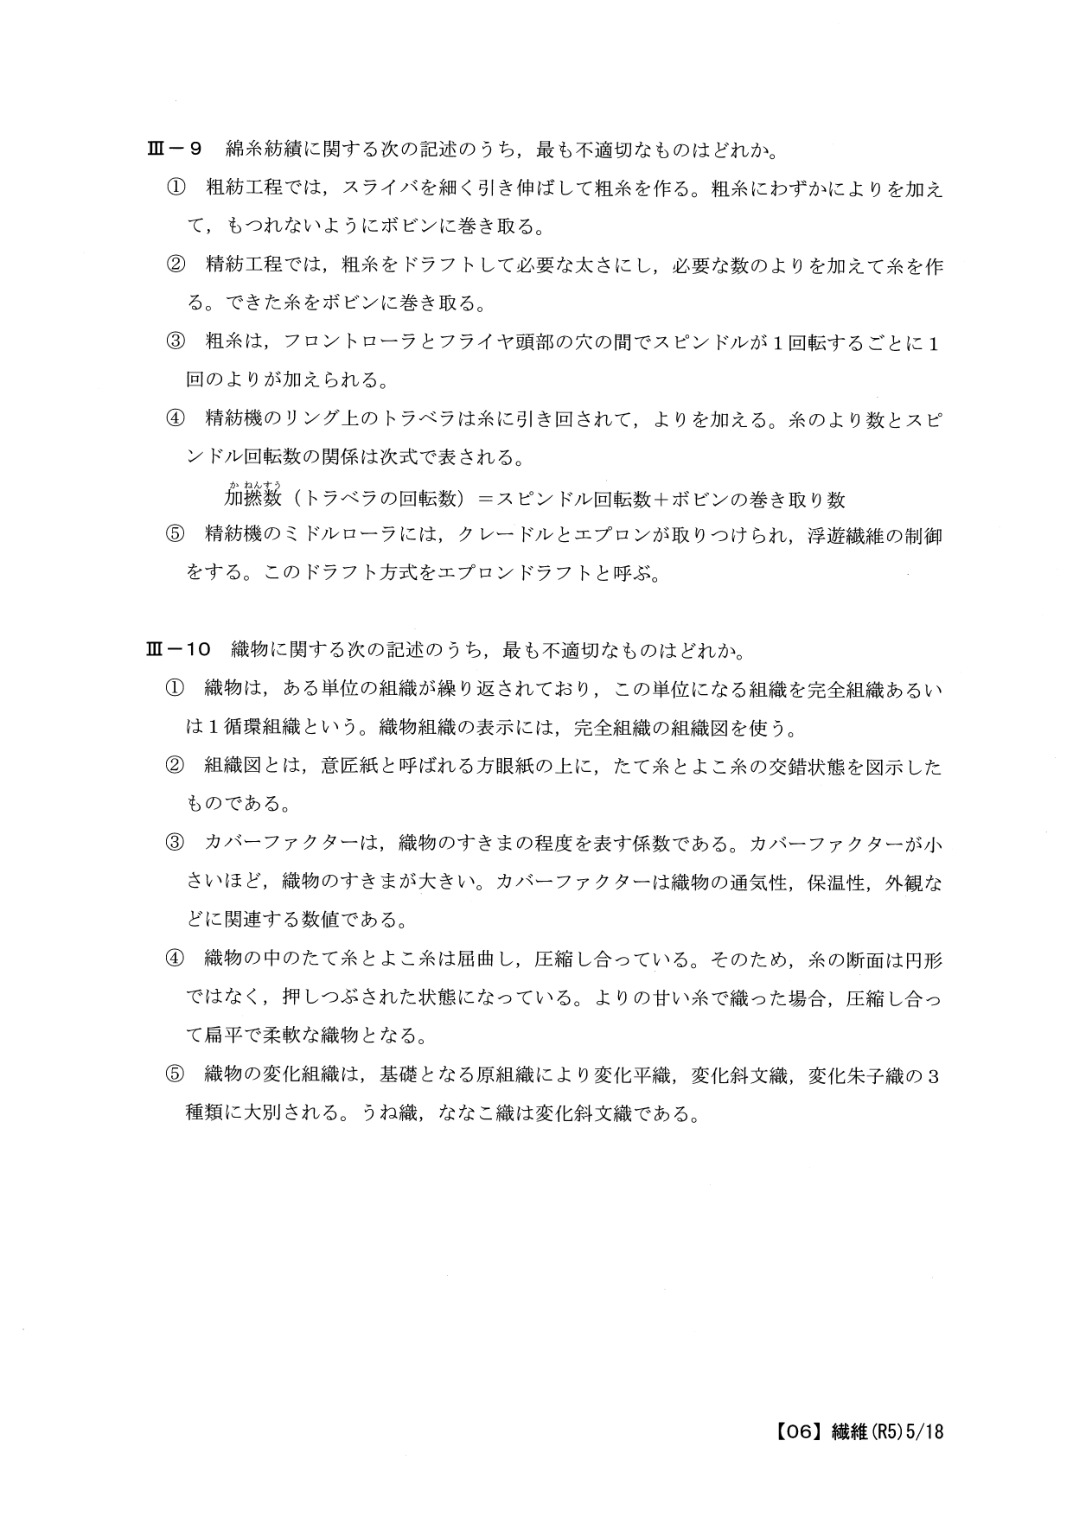 Ⅲ－9　綿糸紡績に関する次の記述のうち，最も不適切なものはどれか。
①　粗紡工程では，スライバを細く引き伸ばして粗糸を作る。粗糸にわずかによりを加え
て，もつれないようにボビンに巻き取る。
②　精紡工程では，粗糸をドラフトして必要な太さにし，必要な数のよりを加えて糸を作
る。できた糸をボビンに巻き取る。
③　粗糸は，フロントローラとフライヤ頭部の穴の間でスピンドルが１回転するごとに１
回のよりが加えられる。
④　精紡機のリング上のトラベラは糸に引き回されて，よりを加える。糸のより数とスピ
ンドル回転数の関係は次式で表される。
か ねんすう
加撚数（トラベラの回転数）＝スピンドル回転数＋ボビンの巻き取り数
⑤　精紡機のミドルローラには，クレードルとエプロンが取りつけられ，浮遊繊維の制御
をする。このドラフト方式をエプロンドラフトと呼ぶ。
Ⅲ－10　織物に関する次の記述のうち，最も不適切なものはどれか。
①　織物は，ある単位の組織が繰り返されており，この単位になる組織を完全組織あるい
は１循環組織という。織物組織の表示には，完全組織の組織図を使う。
②　組織図とは，意匠紙と呼ばれる方眼紙の上に，たて糸とよこ糸の交錯状態を図示した
ものである。
③　カバーファクターは，織物のすきまの程度を表す係数である。カバーファクターが小
さいほど，織物のすきまが大きい。カバーファクターは織物の通気性，保温性，外観な
どに関連する数値である。
④　織物の中のたて糸とよこ糸は屈曲し，圧縮し合っている。そのため，糸の断面は円形
ではなく，押しつぶされた状態になっている。よりの甘い糸で織った場合，圧縮し合っ
て扁平で柔軟な織物となる。
⑤　織物の変化組織は，基礎となる原組織により変化平織，変化斜文織，変化朱子織の３
種類に大別される。うね織，ななこ織は変化斜文織である。
【06】繊維(R5)5/18